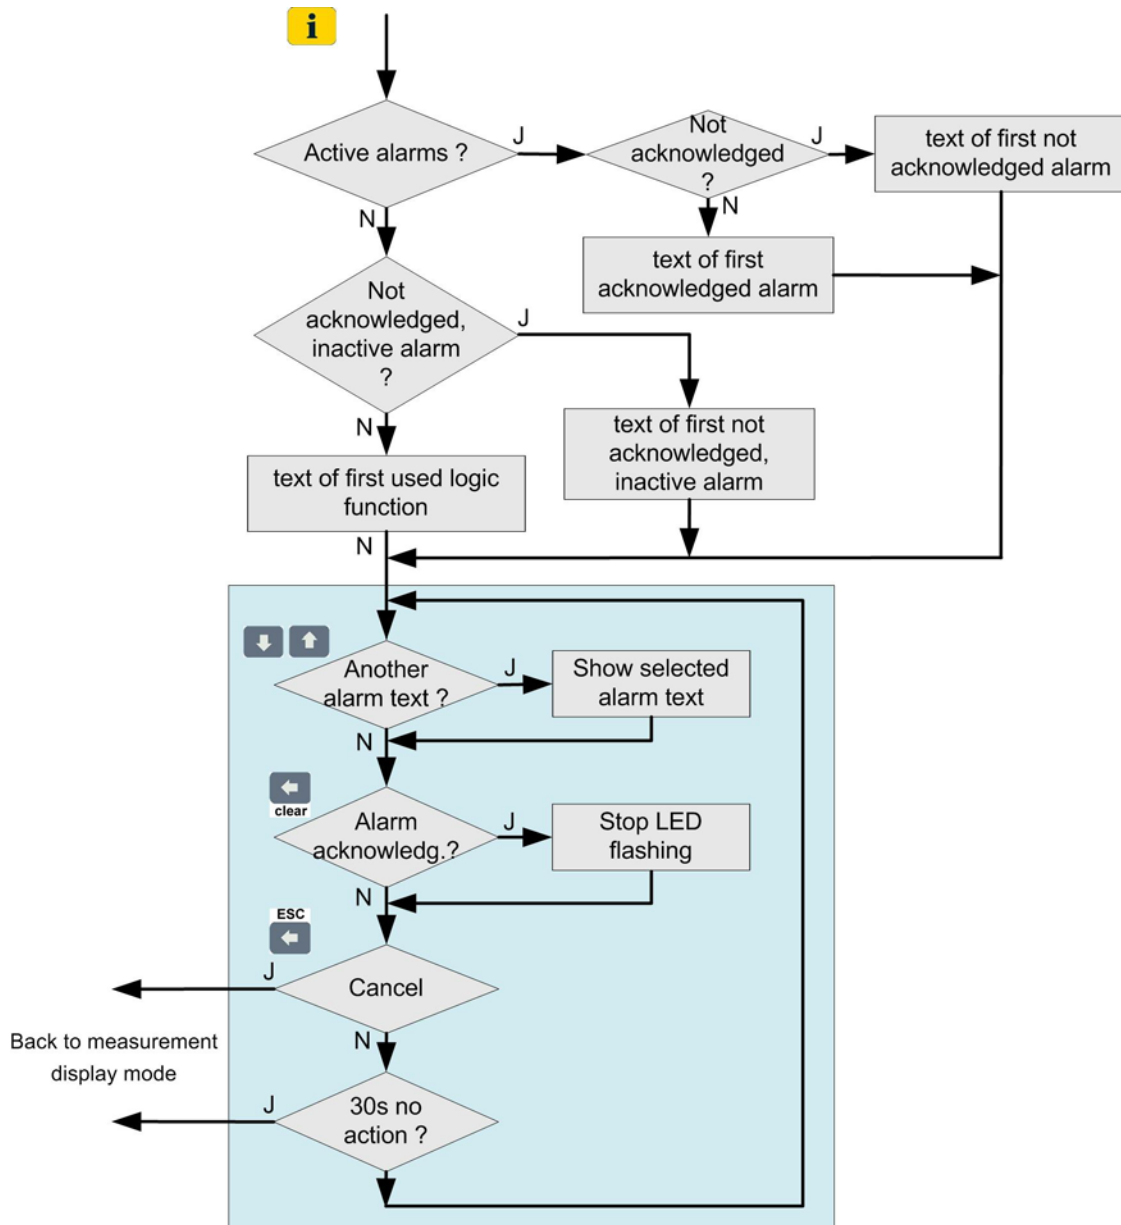 i
Active alarms ?
J
Not
acknowledged
?
J
text of first not
acknowledged alarm
N
N
text of first
acknowledged alarm
Not
acknowledged,
inactive alarm
?
J
N
text of first not
acknowledged,
inactive alarm
text of first used logic
function
N
Another
alarm text ?
J
Show selected
alarm text
N
clear
Alarm
acknowledg.?
J
Stop LED
flashing
N
ESC
J
Cancel
Back to measurement
display mode
N
J
30s no
action ?